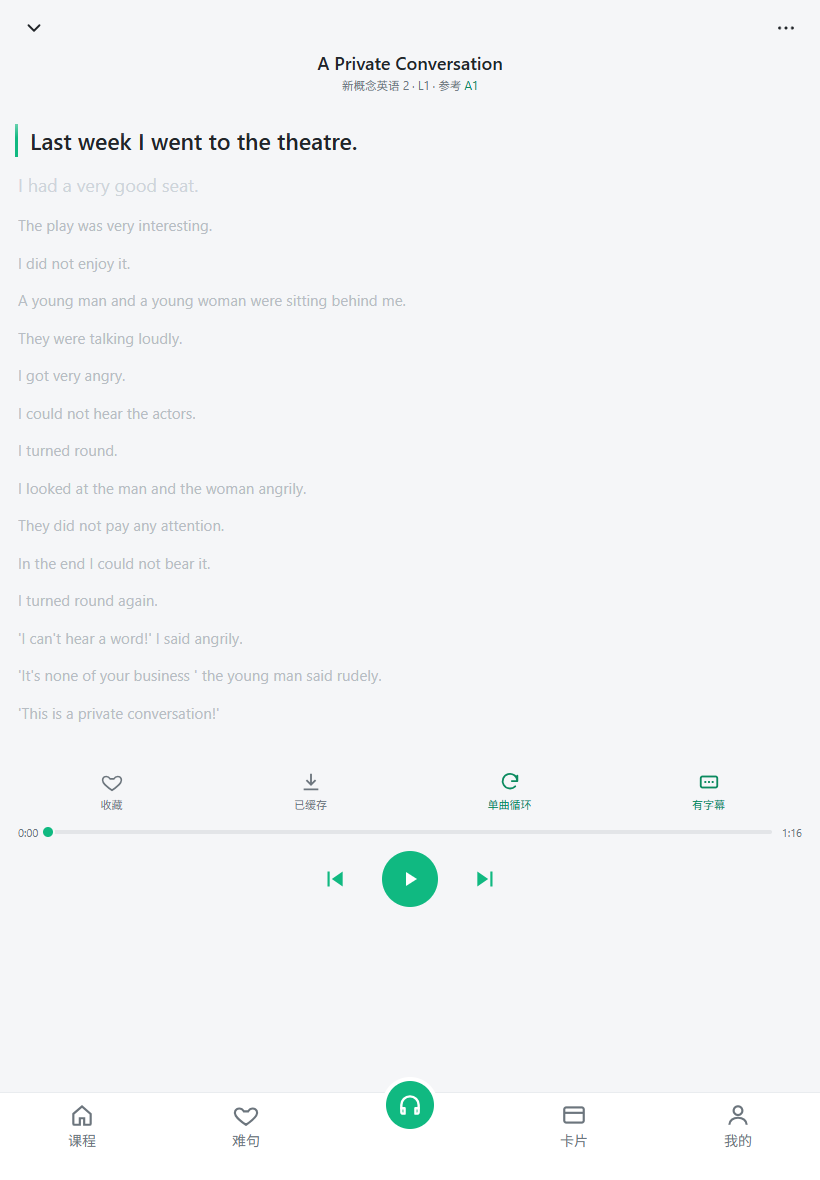 A Private Conversation
新概念英语 2 · L1 · 参考 A1
Last week I went to the theatre.
I had a very good seat.
The play was very interesting.
I did not enjoy it.
A young man and a young woman were sitting behind me.
They were talking loudly.
I got very angry.
I could not hear the actors.
I turned round.
I looked at the man and the woman angrily.
They did not pay any attention.
In the end I could not bear it.
I turned round again.
'I can't hear a word!' I said angrily.
'It's none of your business ' the young man said rudely.
'This is a private conversation!'
收藏 已缓存 单曲循环 有字幕
0:00 1:16
课程 难句 卡片 我的